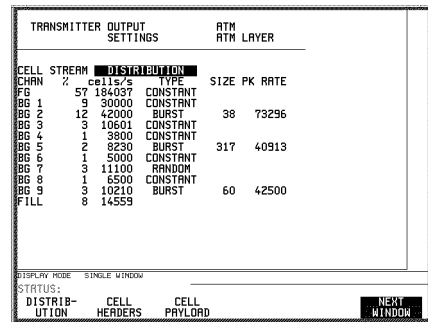 TRANSMITTER OUTPUT ATM
SETTINGS ATM LAYER
CELL STREAM DISTRIBUTION
CHAN % cells/s TYPE SIZE PK RATE
FG 57 184037 CONSTANT
BG 1 9 30000 CONSTANT
BG 2 12 42000 BURST 38 73296
BG 3 3 10601 CONSTANT
BG 4 1 3800 CONSTANT
BG 5 2 8230 BURST 317 40913
BG 6 1 5000 CONSTANT
BG 7 3 11100 RANDOM
BG 8 1 6500 CONSTANT
BG 9 3 10210 BURST 60 42500
FILL 8 14559
DISPLAY MODE SINGLE WINDOW
STATUS:
DISTRIB- CELL CELL NEXT
UTION HEADERS PAYLOAD WINDOW